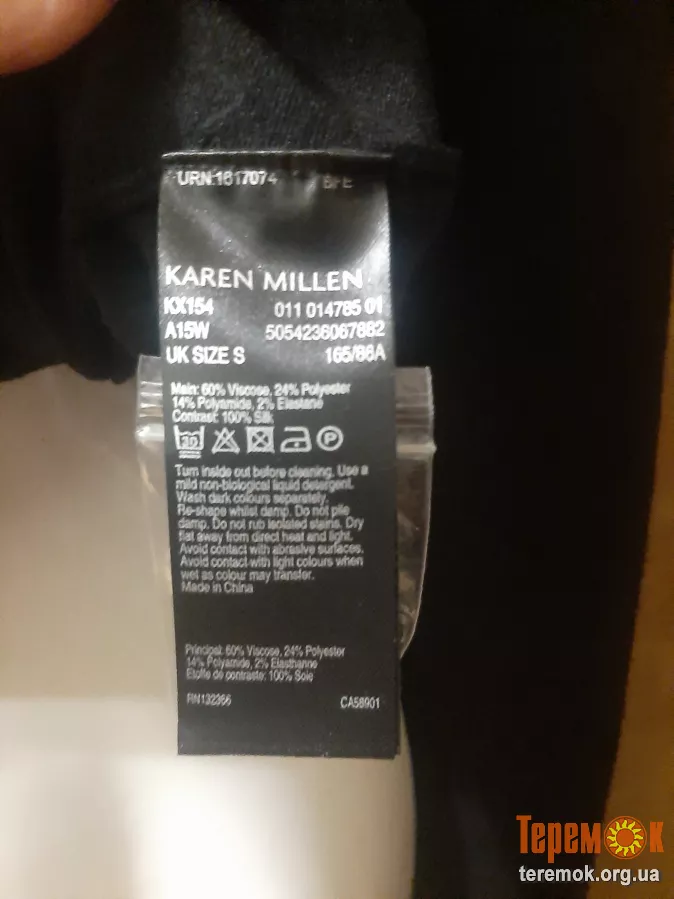 URN:1617074 BFE
KAREN MILLEN
KX154 011 014785 01
A15W 5054236067662
UK SIZE S 165/86A
Main: 60% Viscose, 24% Polyester
14% Polyamide, 2% Elastane
Contrast: 100% Silk
30 P
Turn inside out before cleaning. Use a
mild non-biological liquid detergent.
Wash dark colours separately.
Re-shape whilst damp. Do not pile
damp. Do not rub isolated stains. Dry
flat away from direct heat and light.
Avoid contact with abrasive surfaces.
Avoid contact with light colours when
wet as colour may transfer.
Made in China
Principal: 60% Viscose, 24% Polyester
14% Polyamide, 2% Elasthanne
Etoffe de contraste: 100% Soie
RN132366 CA58901
ТеремОк
teremok.org.ua